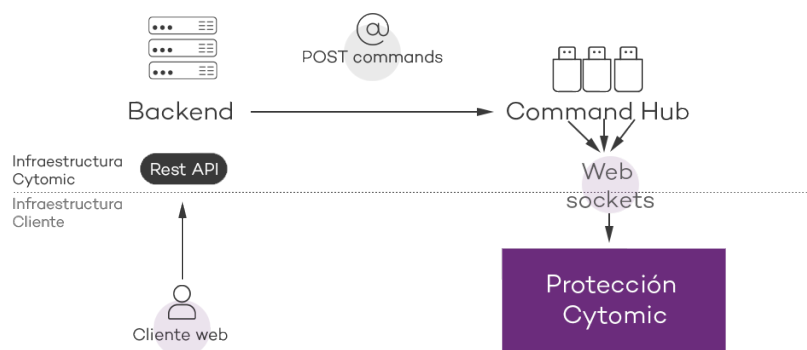 @
POST commands
Backend
Command Hub
Infraestructura
Cytomic
Rest API
Web
sockets
Infraestructura
Cliente
Protección
Cytomic
Cliente web